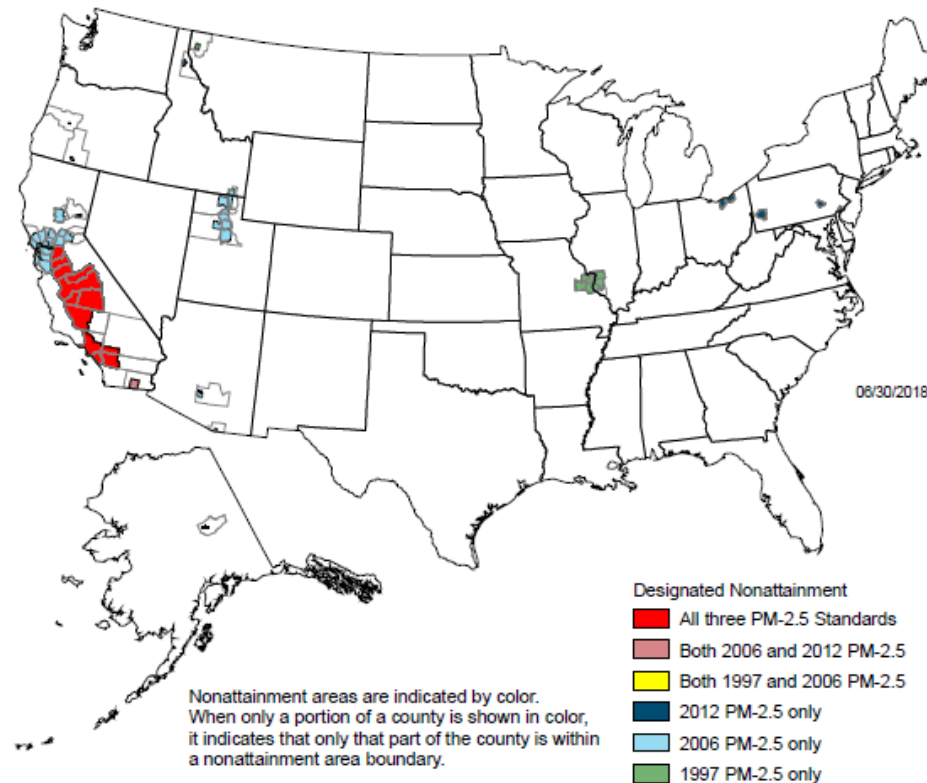 06/30/2018
Designated Nonattainment
All three PM-2.5 Standards
Both 2006 and 2012 PM-2.5
Both 1997 and 2006 PM-2.5
2012 PM-2.5 only
2006 PM-2.5 only
1997 PM-2.5 only
Nonattainment areas are indicated by color.
When only a portion of a county is shown in color,
it indicates that only that part of the county is within
a nonattainment area boundary.